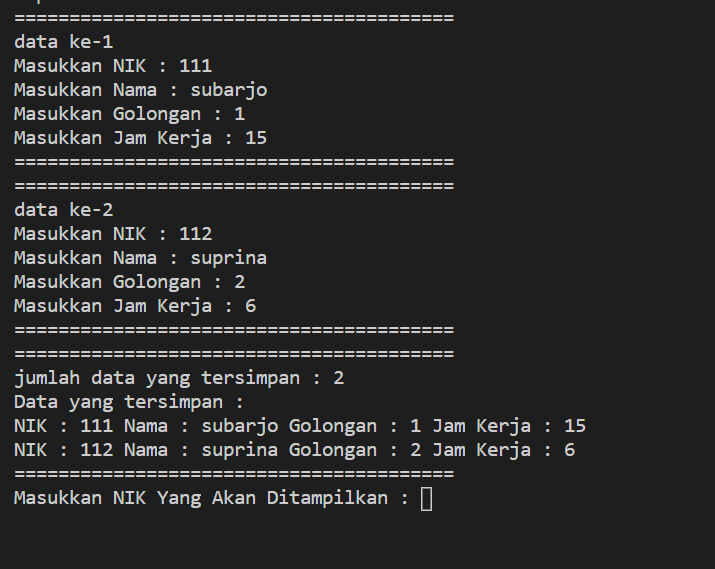 ========================================
data ke-1
Masukkan NIK : 111
Masukkan Nama : subarjo
Masukkan Golongan : 1
Masukkan Jam Kerja : 15
========================================
========================================
data ke-2
Masukkan NIK : 112
Masukkan Nama : suprina
Masukkan Golongan : 2
Masukkan Jam Kerja : 6
========================================
========================================
jumlah data yang tersimpan : 2
Data yang tersimpan :
NIK : 111 Nama : subarjo Golongan : 1 Jam Kerja : 15
NIK : 112 Nama : suprina Golongan : 2 Jam Kerja : 6
========================================
Masukkan NIK Yang Akan Ditampilkan :